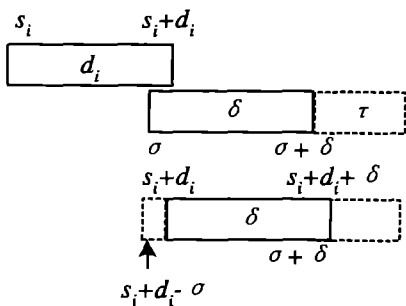 s_i s_i+d_i
d_i
δ τ
σ σ+ δ
s_i+d_i s_i+d_i+ δ
δ
σ+ δ
s_i+d_i- σ